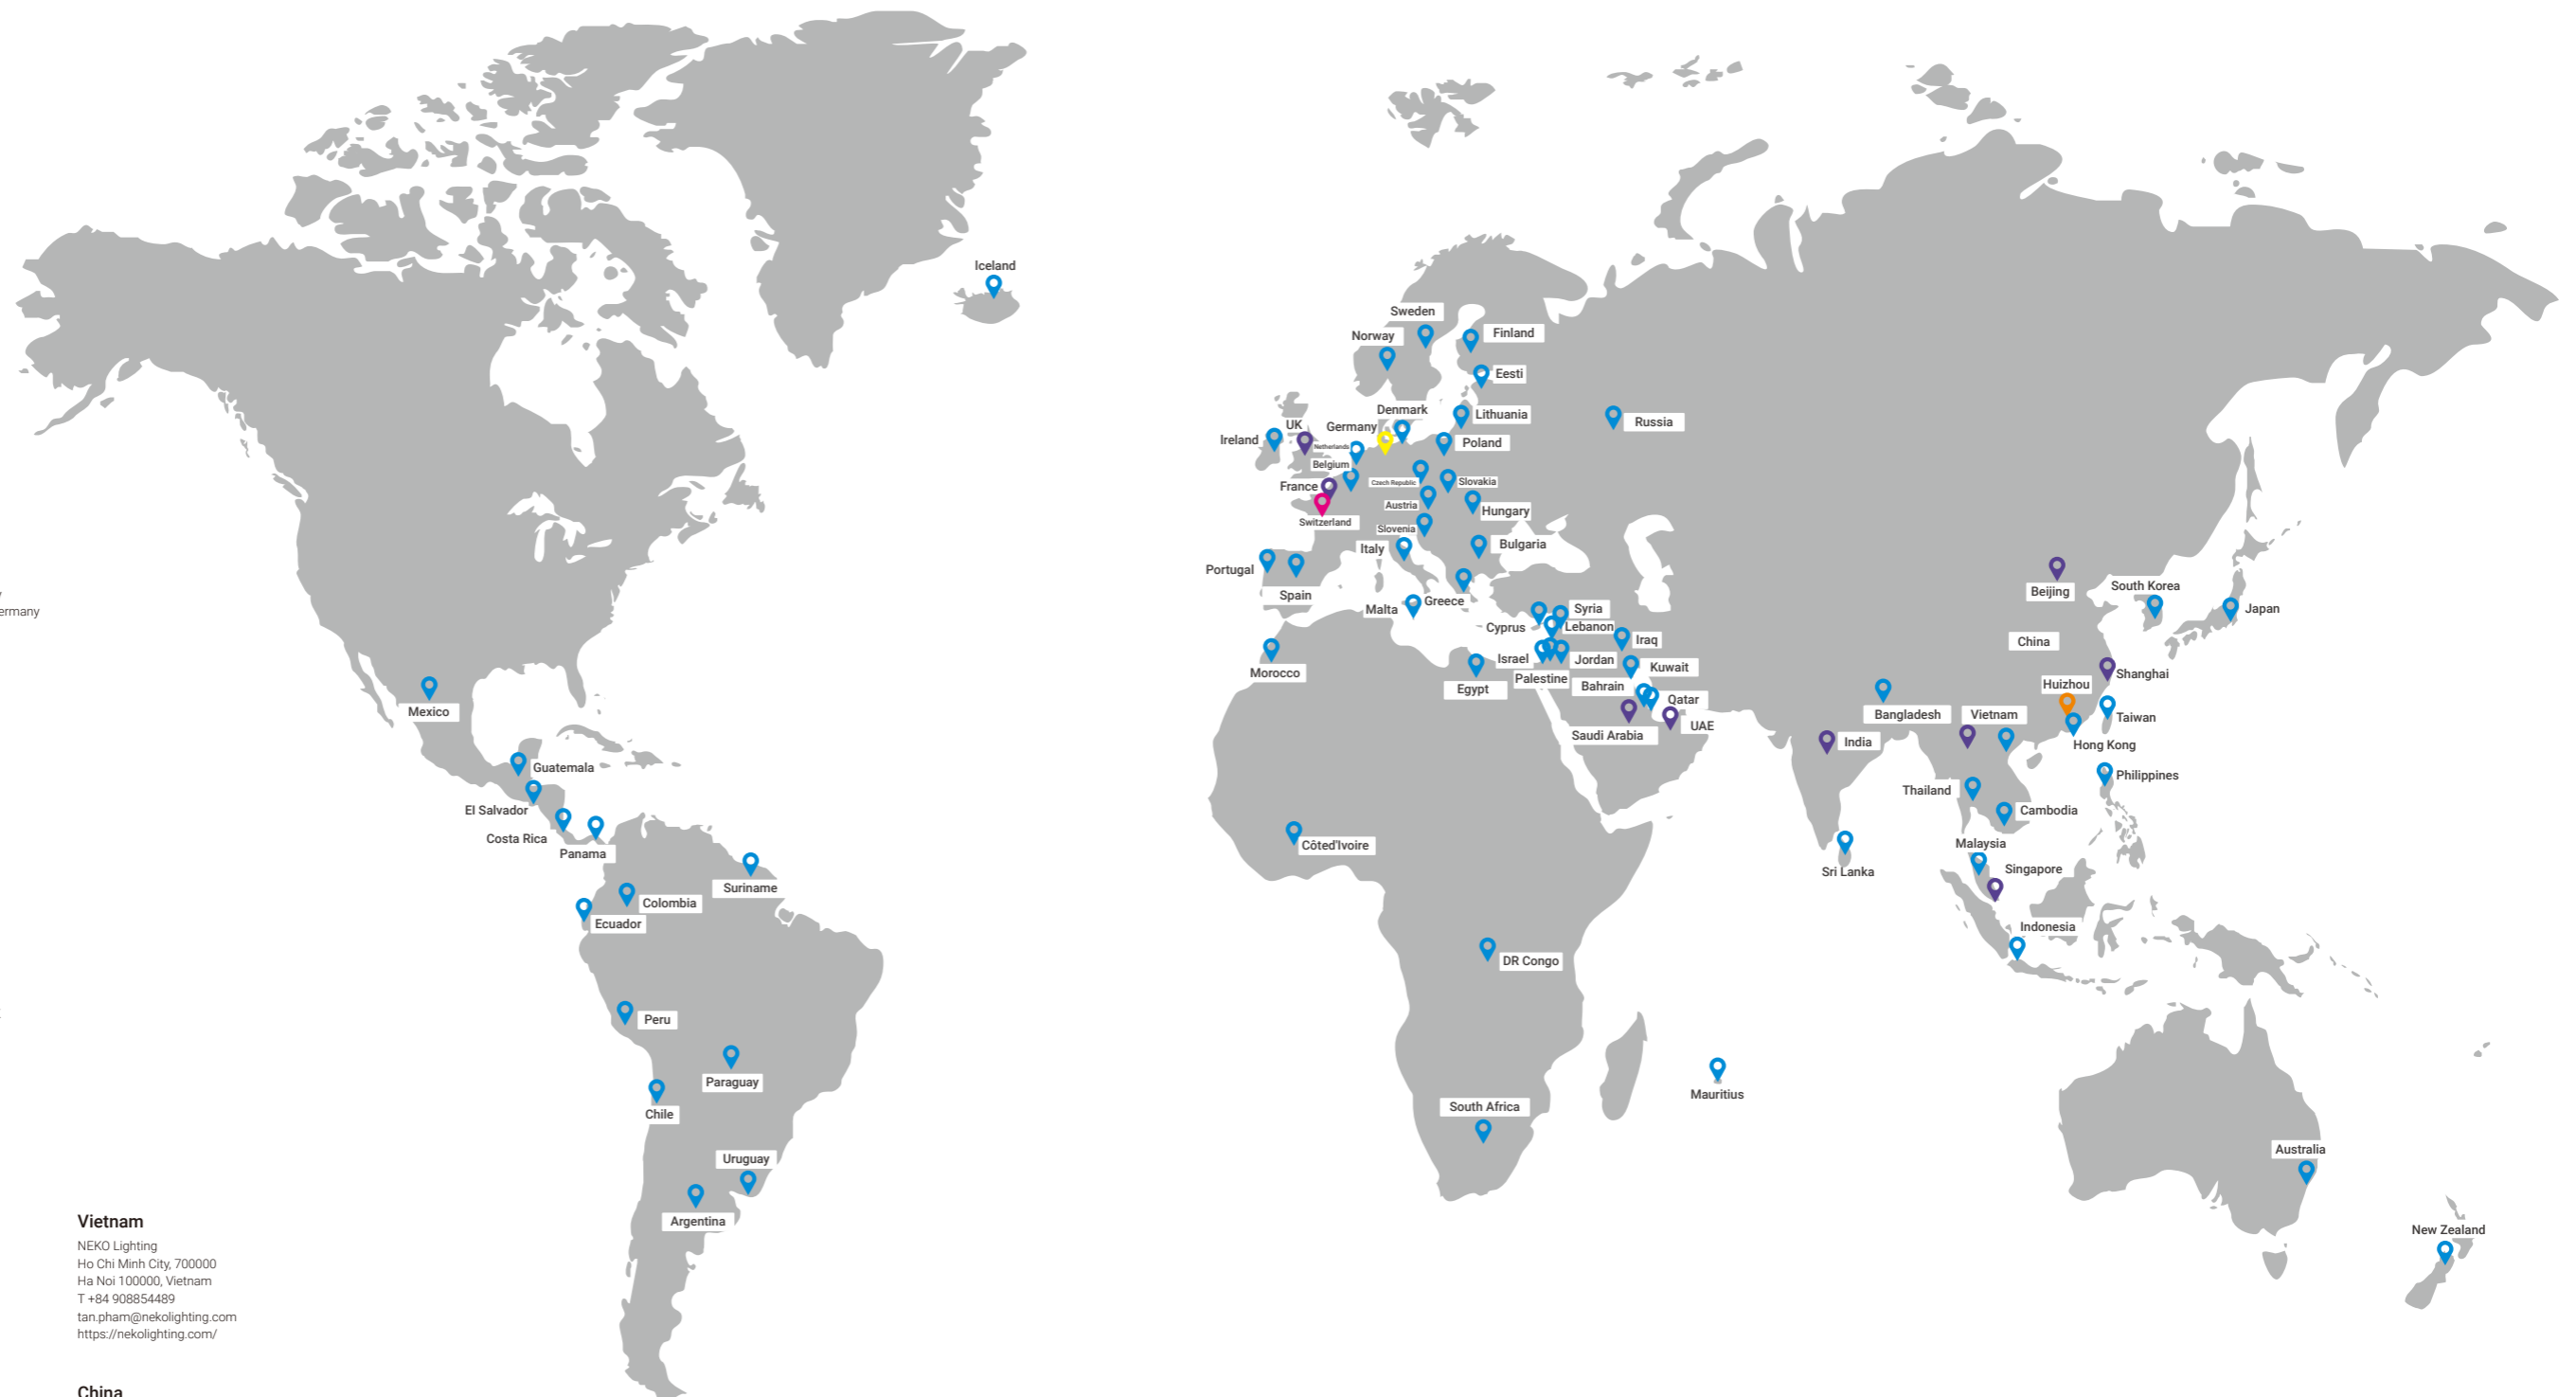 Iceland
Sweden
Norway
Finland
Eesti
Denmark
Lithuania
UK
Germany
Russia
Ireland
Netherlands
Poland
Belgium
Czech Republic
Slovakia
France
Austria
Hungary
Switzerland
Slovenia
Italy
Bulgaria
Portugal
Spain
Malta
Greece
Syria
Cyprus
Lebanon
Iraq
Israel
Jordan
Kuwait
Morocco
Palestine
Egypt
Bahrain
Qatar
Saudi Arabia
UAE
Beijing
South Korea
Japan
China
Shanghai
Huizhou
Bangladesh
Vietnam
Taiwan
India
Hong Kong
Philippines
Thailand
Cambodia
Malaysia
Sri Lanka
Singapore
Indonesia
ermany
Mexico
Guatemala
El Salvador
Costa Rica
Panama
Suriname
Colombia
Ecuador
Côted'Ivoire
DR Congo
Peru
Paraguay
Chile
Mauritius
South Africa
Uruguay
Argentina
Australia
New Zealand
Vietnam
NEKO Lighting
Ho Chi Minh City, 700000
Ha Noi 100000, Vietnam
T +84 908854489
tan.pham@nekolighting.com
https://nekolighting.com/
China